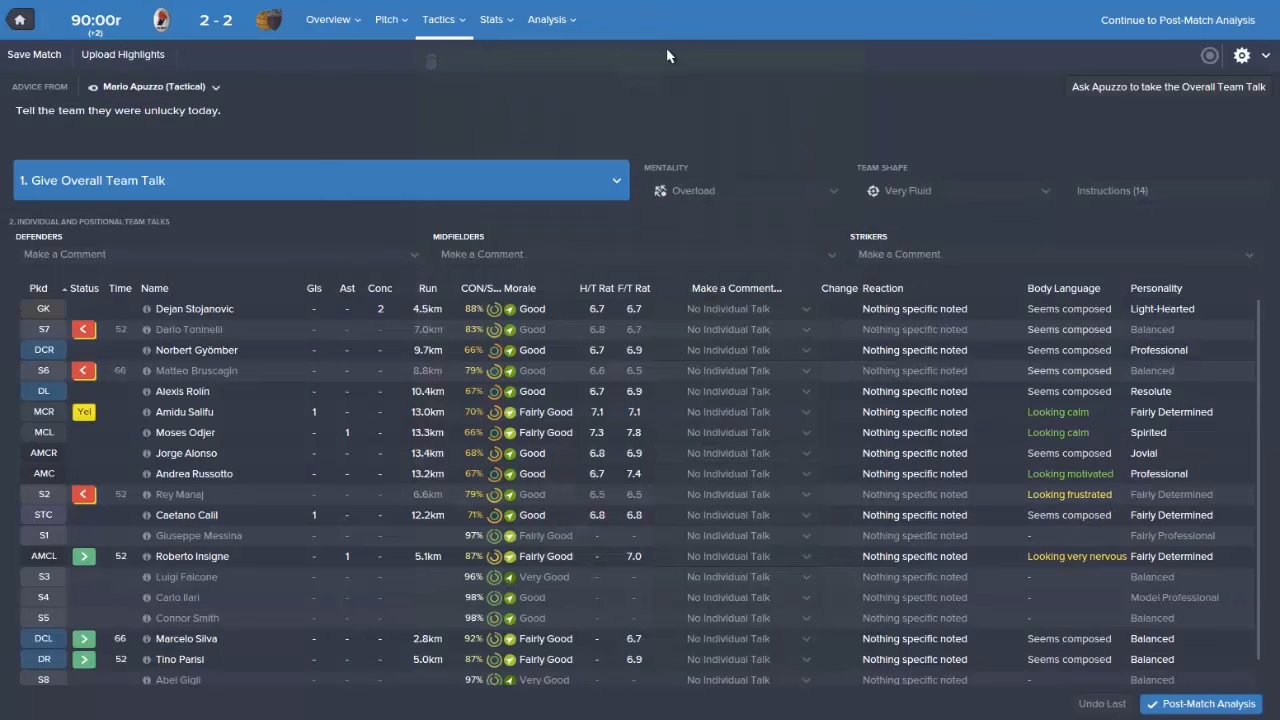 90:00r 2 - 2 Overview Pitch Tactics Stats Analysis Continue to Post-Match Analysis
(+2)
Save Match Upload Highlights
ADVICE FROM Mario Apuzzo (Tactical) Ask Apuzzo to take the Overall Team Talk
Tell the team they were unlucky today.
MENTALITY TEAM SHAPE
1. Give Overall Team Talk Overload Very Fluid Instructions (14)
2. INDIVIDUAL AND POSITIONAL TEAM TALKS
DEFENDERS MIDFIELDERS STRIKERS
Make a Comment Make a Comment Make a Comment
Pkd Status Time Name Gls Ast Conc Run CON/S... Morale H/T Rat F/T Rat Make a Comment... Change Reaction Body Language Personality
GK Dejan Stojanovic - - 2 4.5km 88% Good 6.7 6.7 No Individual Talk Nothing specific noted Seems composed Light-Hearted
S7 52 Dario Toninelli - - - 7.0km 83% Good 6.8 6.7 No Individual Talk Nothing specific noted Seems composed Balanced
DCR Norbert Gyömber - - - 9.7km 66% Good 6.7 6.9 No Individual Talk Nothing specific noted Seems composed Professional
S6 66 Matteo Bruscagin - - - 8.8km 79% Good 6.6 6.5 No Individual Talk Nothing specific noted Seems composed Balanced
DL Alexis Rolín - - - 10.4km 67% Good 6.7 6.9 No Individual Talk Nothing specific noted Seems composed Resolute
MCR Yel Amidu Salifu 1 - - 13.0km 70% Fairly Good 7.1 7.1 No Individual Talk Nothing specific noted Looking calm Fairly Determined
MCL Moses Odjer - 1 - 13.3km 66% Fairly Good 7.3 7.8 No Individual Talk Nothing specific noted Looking calm Spirited
AMCR Jorge Alonso - - - 13.4km 68% Good 6.8 6.9 No Individual Talk Nothing specific noted Seems composed Jovial
AMC Andrea Russotto - - - 13.2km 67% Good 6.7 7.4 No Individual Talk Nothing specific noted Looking motivated Professional
S2 52 Rey Manaj - - - 6.6km 79% Good 6.5 6.5 No Individual Talk Nothing specific noted Looking frustrated Fairly Determined
STC Caetano Calil 1 - - 12.2km 71% Good 6.8 6.8 No Individual Talk Nothing specific noted Seems composed Fairly Determined
S1 Giuseppe Messina - - - 97% Fairly Good No Individual Talk Nothing specific noted - Fairly Professional
AMCL 52 Roberto Insigne - 1 - 5.1km 87% Fairly Good - 7.0 No Individual Talk Nothing specific noted Looking very nervous Fairly Determined
S3 Luigi Falcone - - - 96% Very Good No Individual Talk Nothing specific noted - Balanced
S4 Carlo Ilari - - - 98% Good No Individual Talk Nothing specific noted - Model Professional
S5 Connor Smith - - - 98% Good No Individual Talk Nothing specific noted - Balanced
DCL 66 Marcelo Silva - - - 2.8km 92% Fairly Good - 6.7 No Individual Talk Nothing specific noted Seems composed Balanced
DR 52 Tino Parisi - - - 5.0km 87% Fairly Good - 6.9 No Individual Talk Nothing specific noted Seems composed Balanced
S8 Abel Gigli - - - 97% Very Good No Individual Talk Nothing specific noted - Balanced
Undo Last Post-Match Analysis